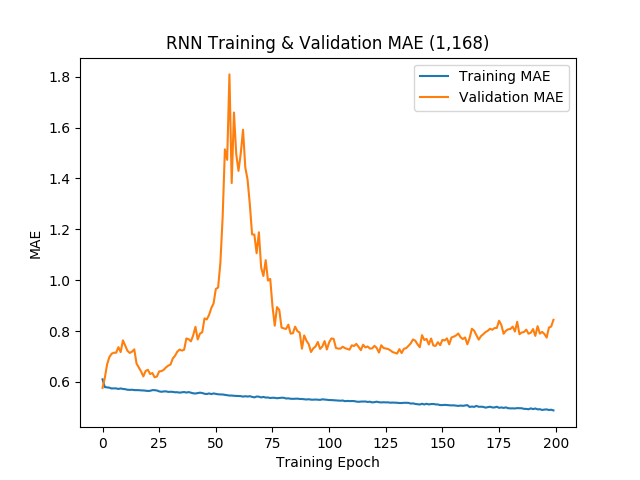 RNN Training & Validation MAE (1,168)
Training MAE
Validation MAE
MAE
1.8
1.6
1.4
1.2
1.0
0.8
0.6
0 25 50 75 100 125 150 175 200
Training Epoch